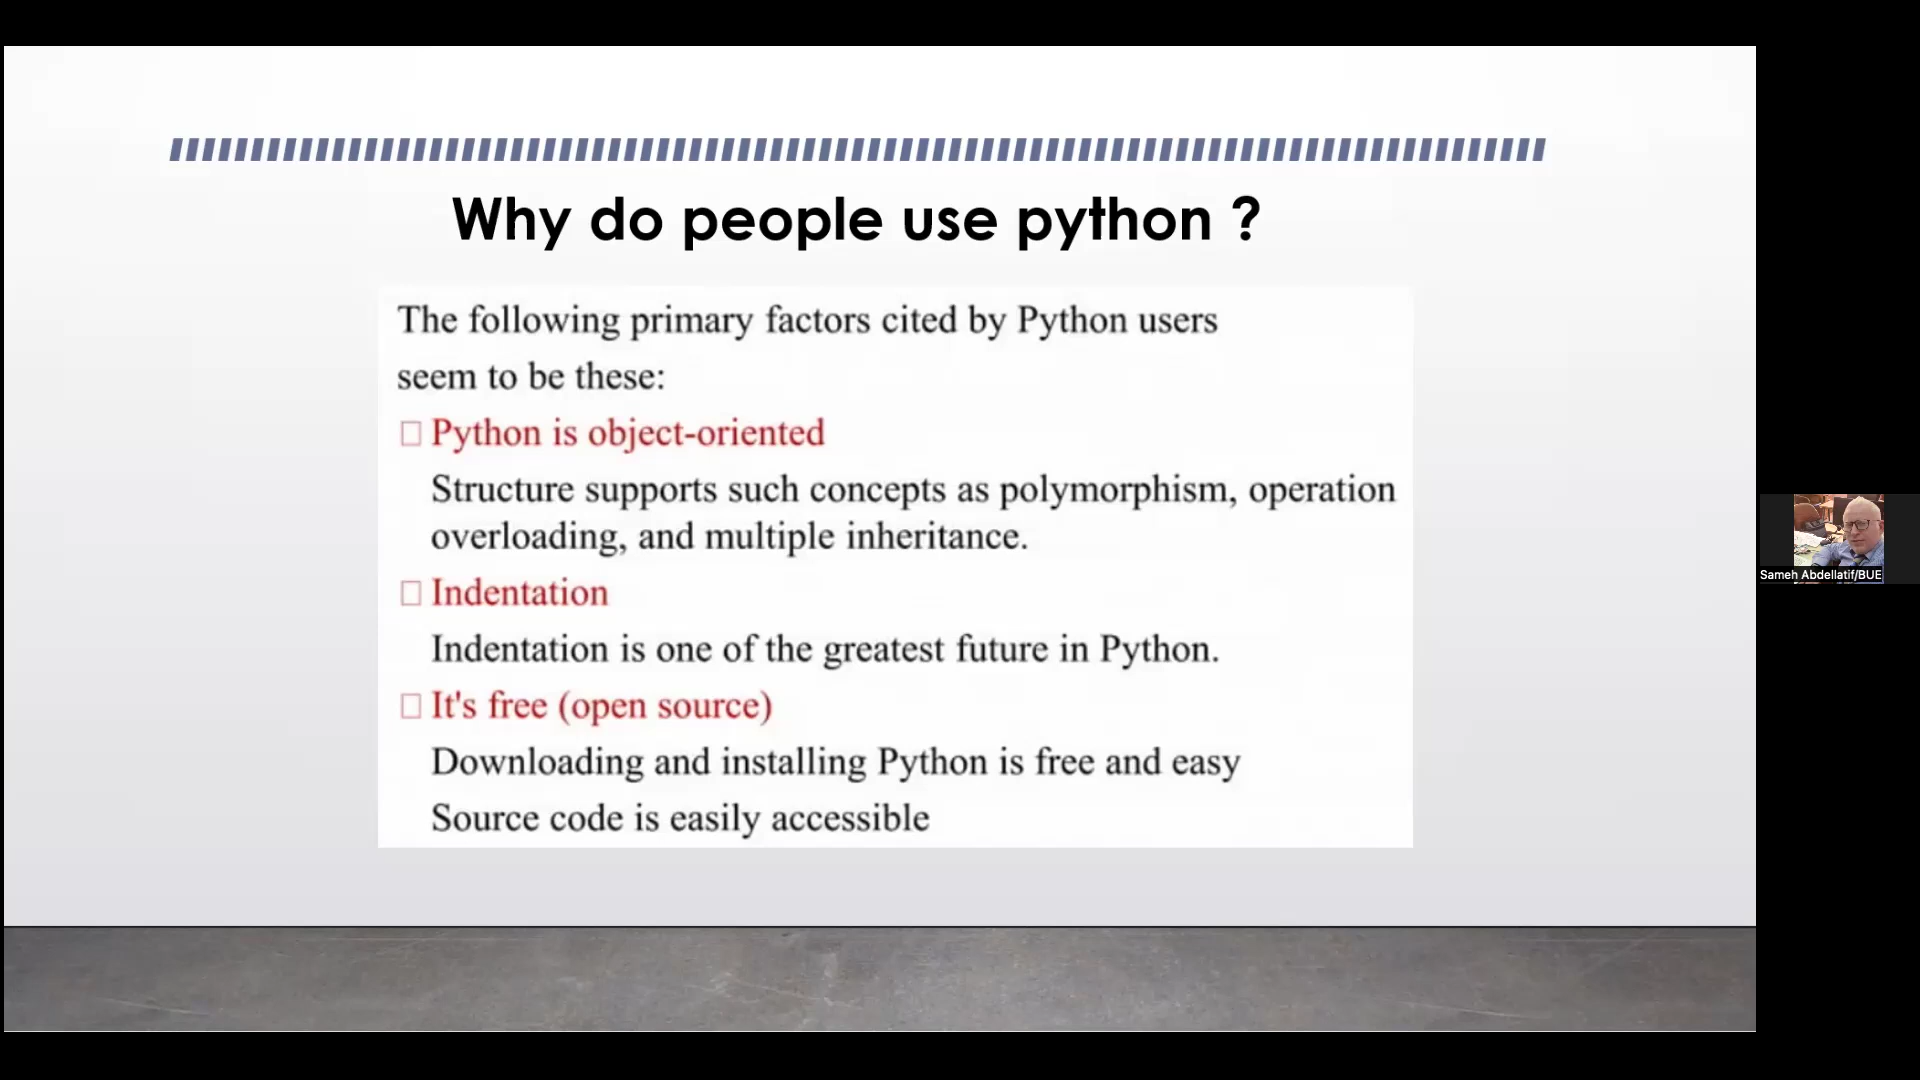 Why do people use python ?
The following primary factors cited by Python users
seem to be these:
Python is object-oriented
Structure supports such concepts as polymorphism, operation
overloading, and multiple inheritance.
Indentation
Indentation is one of the greatest future in Python.
It's free (open source)
Downloading and installing Python is free and easy
Source code is easily accessible
Sameh Abdellatif/BUE